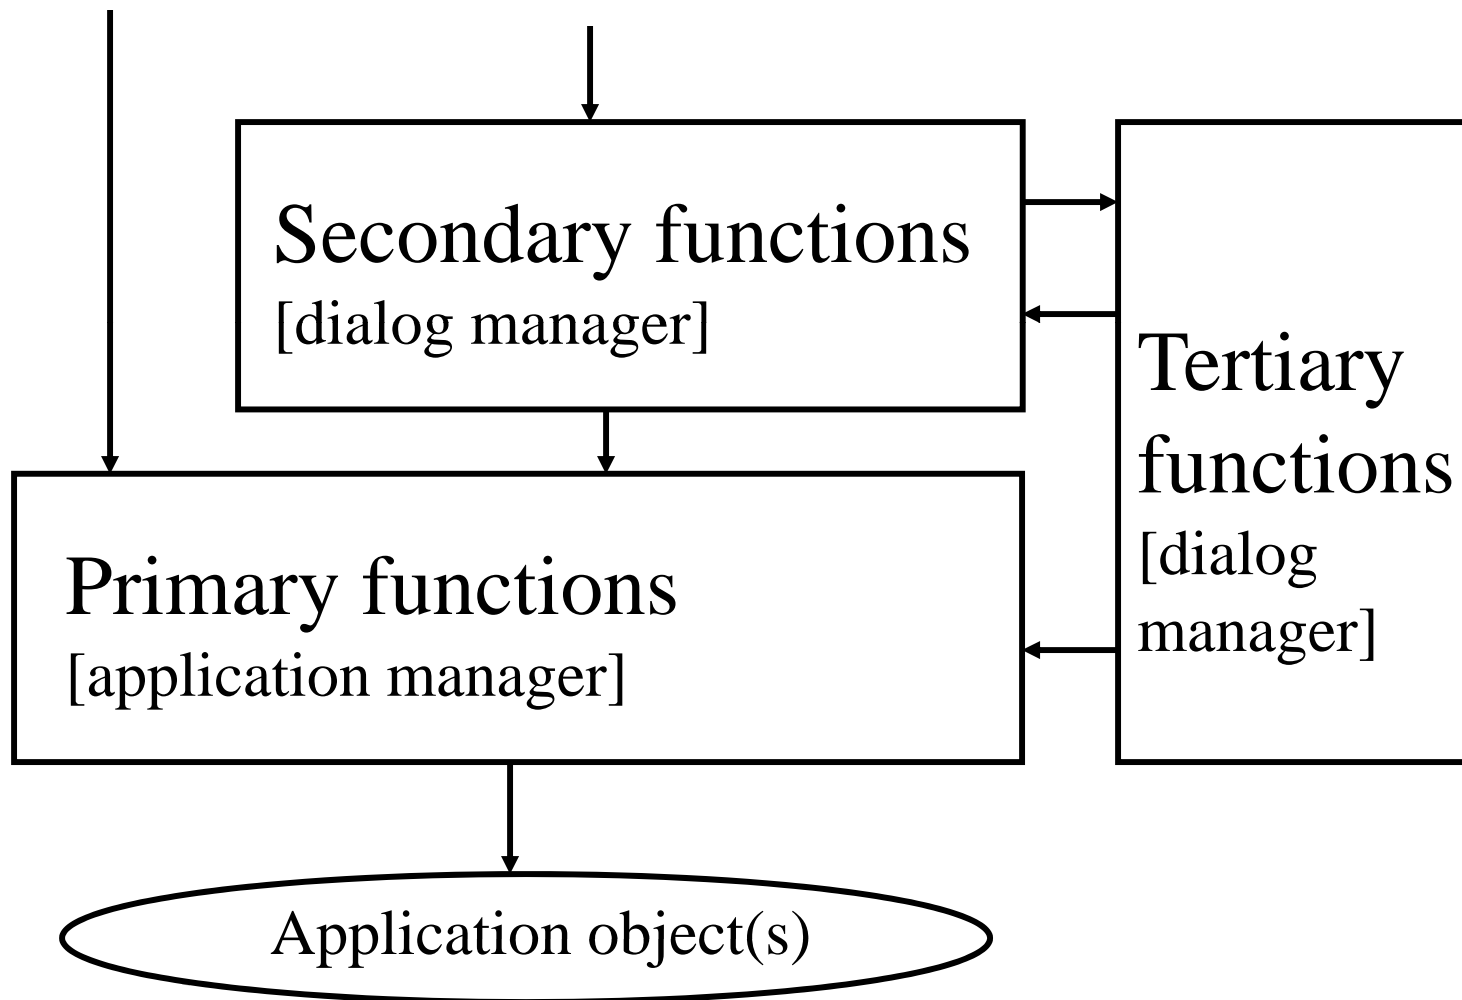 Secondary functions
[dialog manager]
Tertiary
functions
[dialog
manager]
Primary functions
[application manager]
Application object(s)